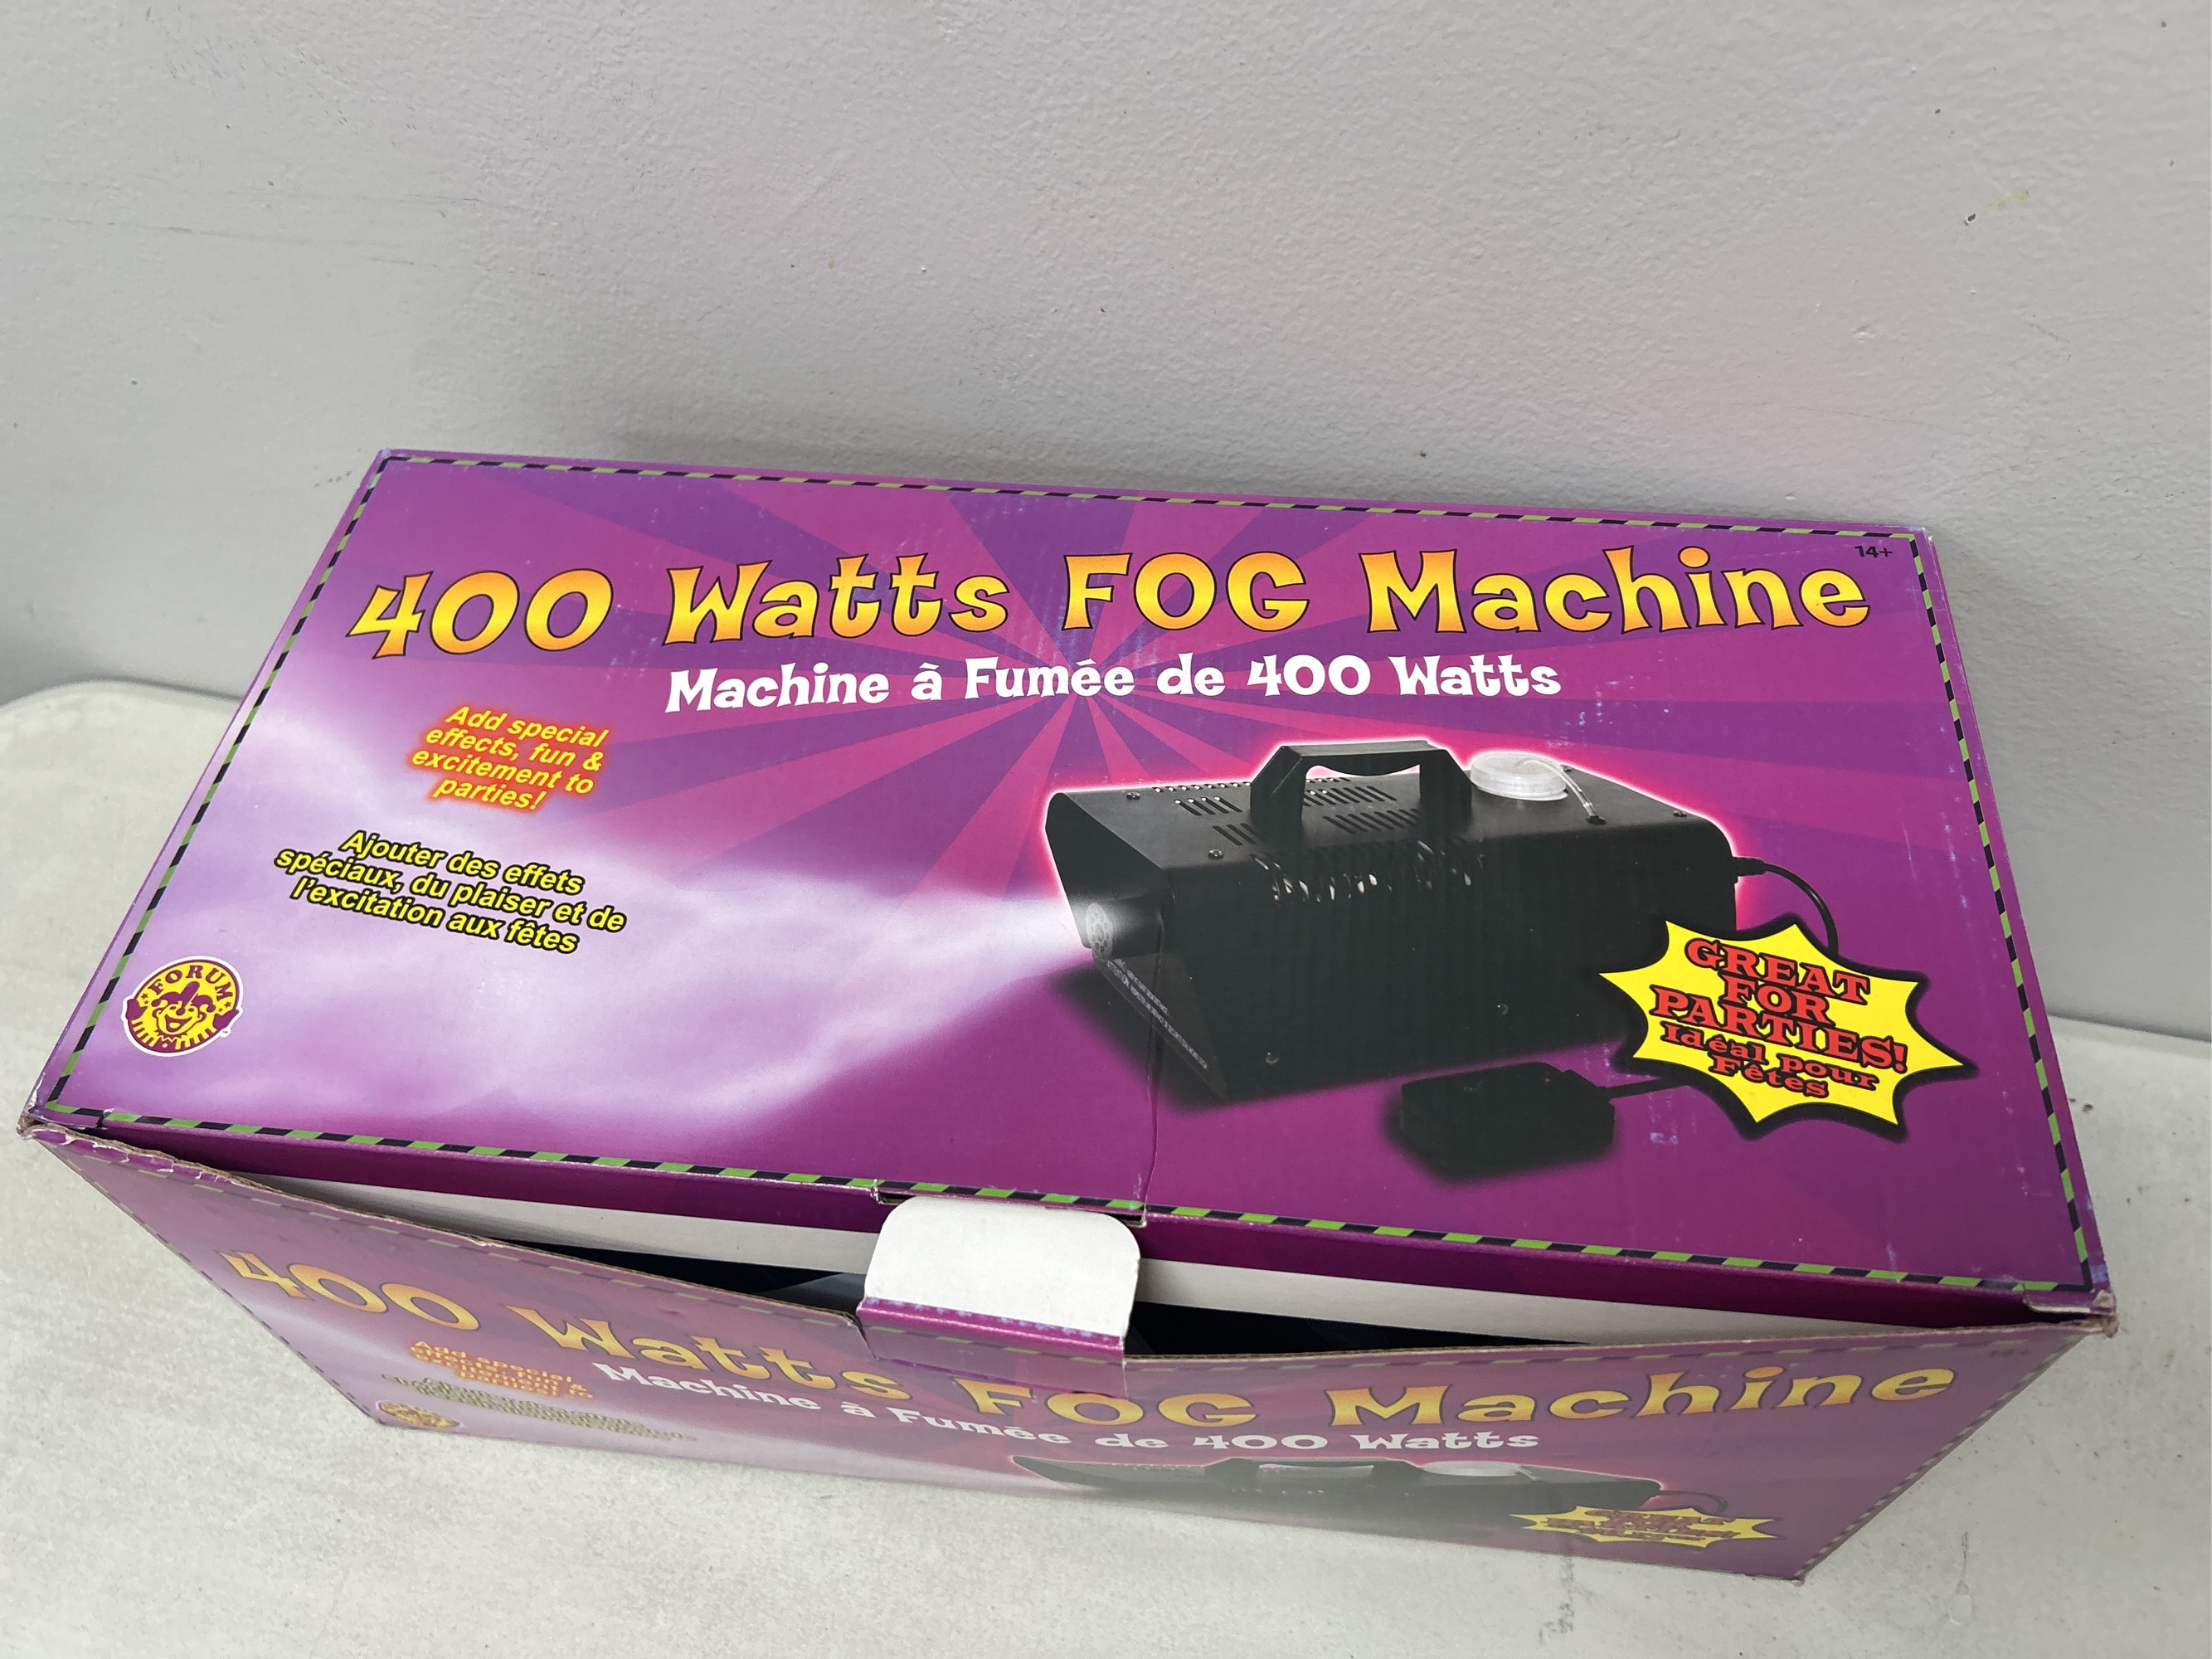 14+
400 Watts FOG Machine
Machine à Fumée de 400 Watts
Add special
effects, fun &
excitement to
parties!
Ajouter des effets
spéciaux, du plaiser et de
l'excitation aux fêtes
FORUM
GREAT
FOR
PARTIES!
Idéal pour
Fêtes
400 Watts FOG Machine
Machine à Fumée de 400 Watts